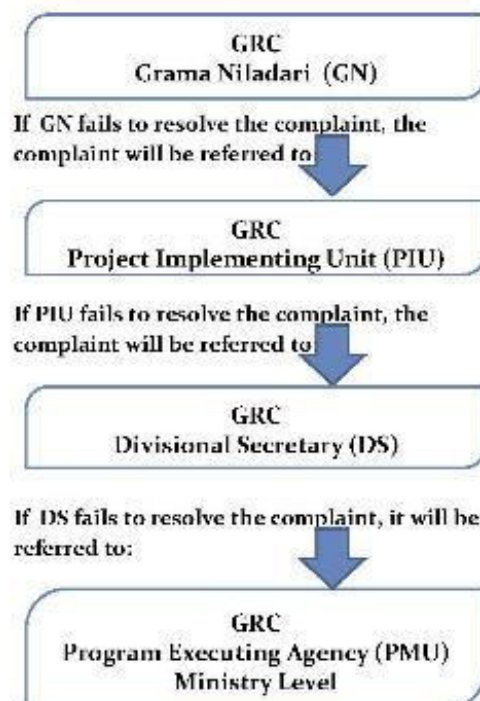 GRC
Grama Niladari (GN)
If GN fails to resolve the complaint, the
complaint will be referred to
GRC
Project Implementing Unit (PIU)
If PIU fails to resolve the complaint, the
complaint will be referred to
GRC
Divisional Secretary (DS)
If DS fails to resolve the complaint, it will be
referred to:
GRC
Program Executing Agency (PMU)
Ministry Level